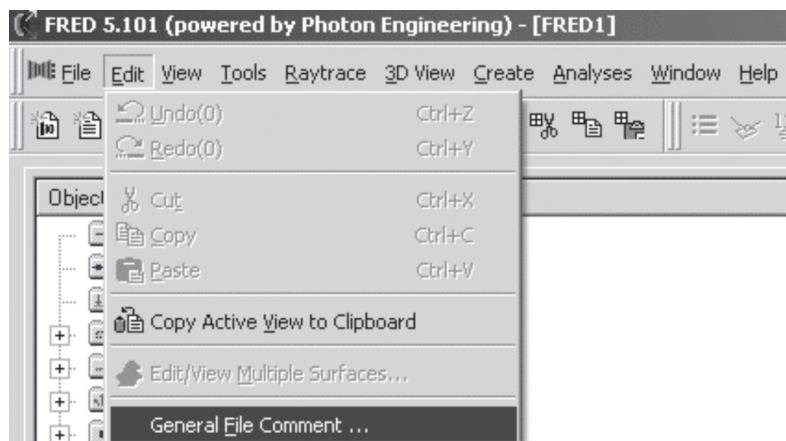 FRED 5.101 (powered by Photon Engineering) - [FRED1]
File Edit View Tools Raytrace 3D View Create Analyses Window Help
Undo(0) Ctrl+Z
Redo(0) Ctrl+Y
Object
Cut Ctrl+X
Copy Ctrl+C
Paste Ctrl+V
Copy Active View to Clipboard
Edit/View Multiple Surfaces...
General File Comment ...